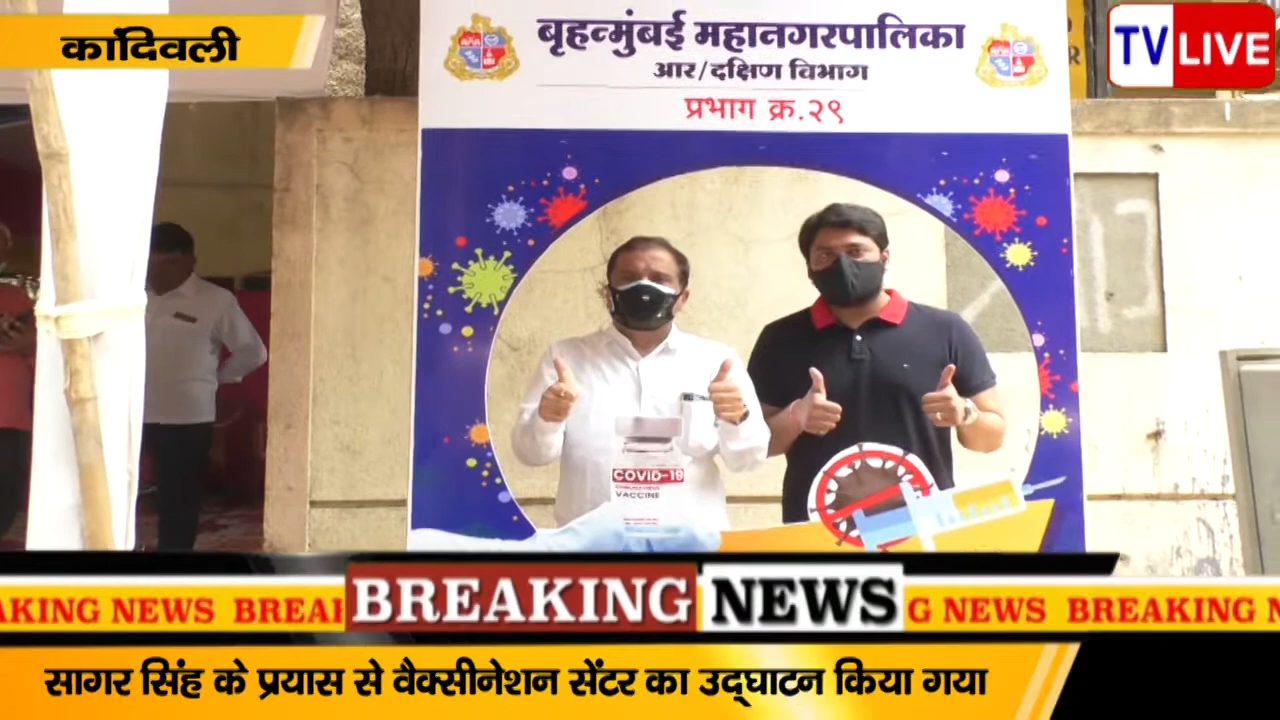 कांदिवली
TV LIVE
बृहन्मुंबई महानगरपालिका
आर/दक्षिण विभाग
प्रभाग क्र.२९
COVID-19
VACCINE
AKING NEWS BREAI
BREAKING NEWS
G NEWS BREAKING N
सागर सिंह के प्रयास से वैक्सीनेशन सेंटर का उद्घाटन किया गया